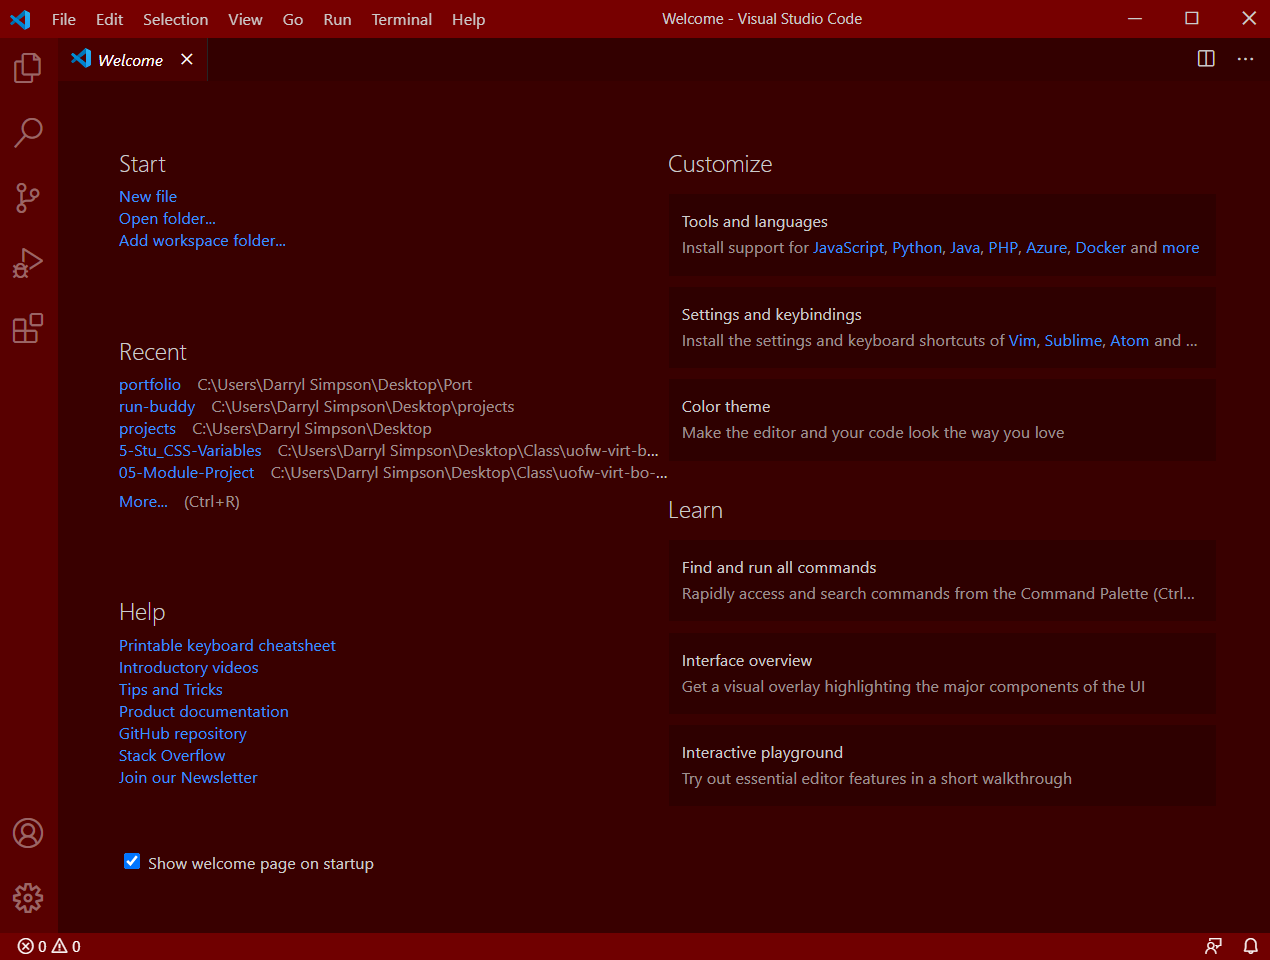 File Edit Selection View Go Run Terminal Help Welcome - Visual Studio Code
Welcome
Start
New file
Open folder...
Add workspace folder...
Recent
portfolio C:\Users\Darryl Simpson\Desktop\Port
run-buddy C:\Users\Darryl Simpson\Desktop\projects
projects C:\Users\Darryl Simpson\Desktop
5-Stu_CSS-Variables C:\Users\Darryl Simpson\Desktop\Class\uofw-virt-b...
05-Module-Project C:\Users\Darryl Simpson\Desktop\Class\uofw-virt-bo-...
More... (Ctrl+R)
Help
Printable keyboard cheatsheet
Introductory videos
Tips and Tricks
Product documentation
GitHub repository
Stack Overflow
Join our Newsletter
Show welcome page on startup
Customize
Tools and languages
Install support for JavaScript, Python, Java, PHP, Azure, Docker and more
Settings and keybindings
Install the settings and keyboard shortcuts of Vim, Sublime, Atom and ...
Color theme
Make the editor and your code look the way you love
Learn
Find and run all commands
Rapidly access and search commands from the Command Palette (Ctrl...
Interface overview
Get a visual overlay highlighting the major components of the UI
Interactive playground
Try out essential editor features in a short walkthrough
0 0